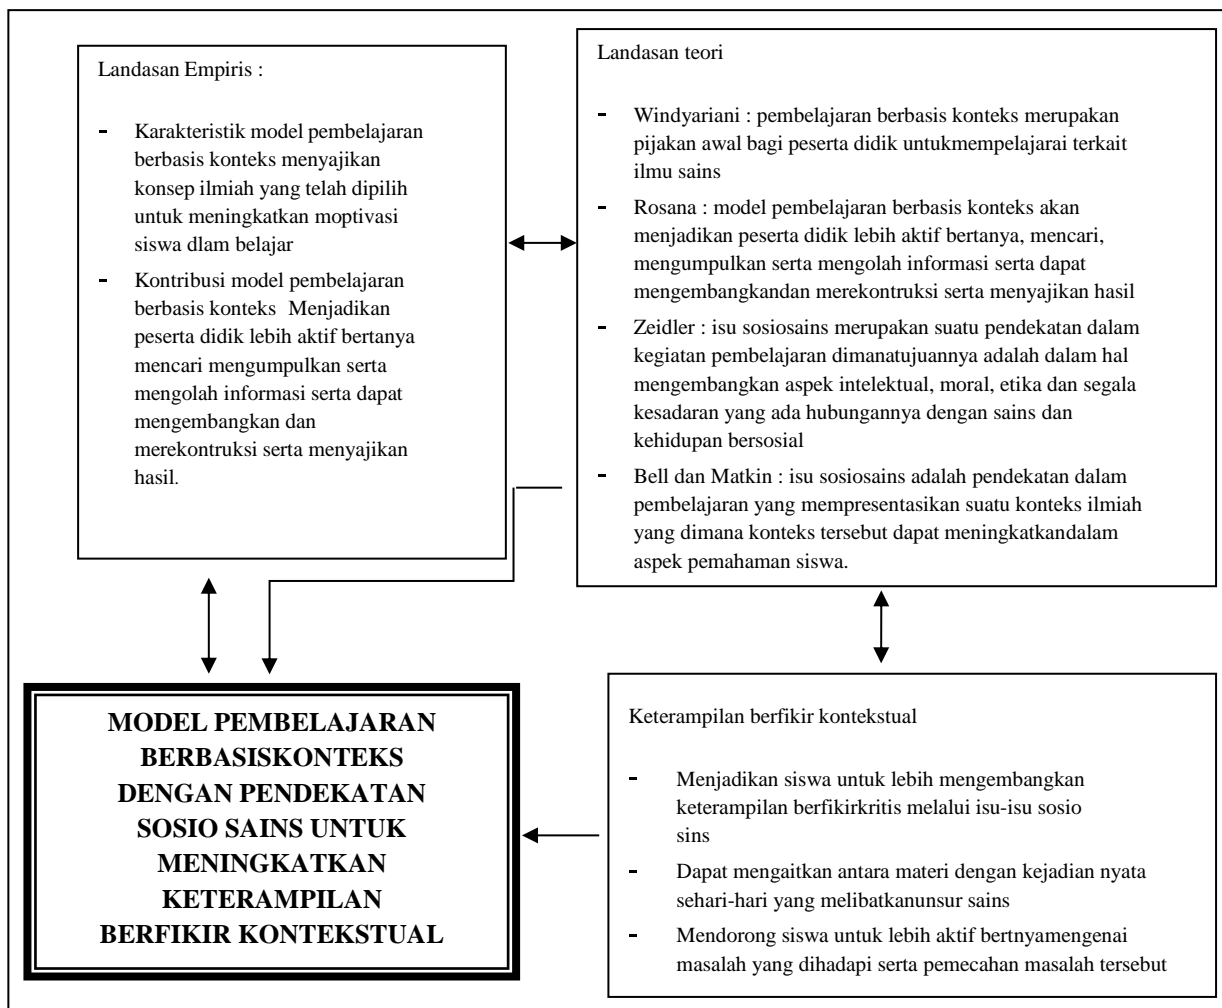 Landasan Empiris :
- Karakteristik model pembelajaran
berbasis konteks menyajikan
konsep ilmiah yang telah dipilih
untuk meningkatkan moptivasi
siswa dlam belajar
- Kontribusi model pembelajaran
berbasis konteks Menjadikan
peserta didik lebih aktif bertanya
mencari mengumpulkan serta
mengolah informasi serta dapat
mengembangkan dan
merekontruksi serta menyajikan
hasil.
Landasan teori
- Windyariani : pembelajaran berbasis konteks merupakan
pijakan awal bagi peserta didik untukmempelajarai terkait
ilmu sains
- Rosana : model pembelajaran berbasis konteks akan
menjadikan peserta didik lebih aktif bertanya, mencari,
mengumpulkan serta mengolah informasi serta dapat
mengembangkandan merekontruksi serta menyajikan hasil
- Zeidler : isu sosiosains merupakan suatu pendekatan dalam
kegiatan pembelajaran dimanatujuannya adalah dalam hal
mengembangkan aspek intelektual, moral, etika dan segala
kesadaran yang ada hubungannya dengan sains dan
kehidupan bersosial
- Bell dan Matkin : isu sosiosains adalah pendekatan dalam
pembelajaran yang mempresentasikan suatu konteks ilmiah
yang dimana konteks tersebut dapat meningkatkandalam
aspek pemahaman siswa.
MODEL PEMBELAJARAN
BERBASISKONTEKS
DENGAN PENDEKATAN
SOSIO SAINS UNTUK
MENINGKATKAN
KETERAMPILAN
BERFIKIR KONTEKSTUAL
Keterampilan berfikir kontekstual
- Menjadikan siswa untuk lebih mengembangkan
keterampilan berfikirkritis melalui isu-isu sosio
sins
- Dapat mengaitkan antara materi dengan kejadian nyata
sehari-hari yang melibatkanunsur sains
- Mendorong siswa untuk lebih aktif bertnyamengenai
masalah yang dihadapi serta pemecahan masalah tersebut